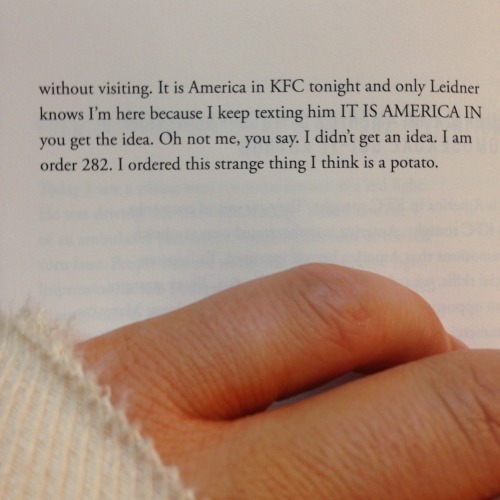 without visiting. It is America in KFC tonight and only Leidner
knows I'm here because I keep texting him IT IS AMERICA IN
you get the idea. Oh not me, you say. I didn't get an idea. I am
order 282. I ordered this strange thing I think is a potato.